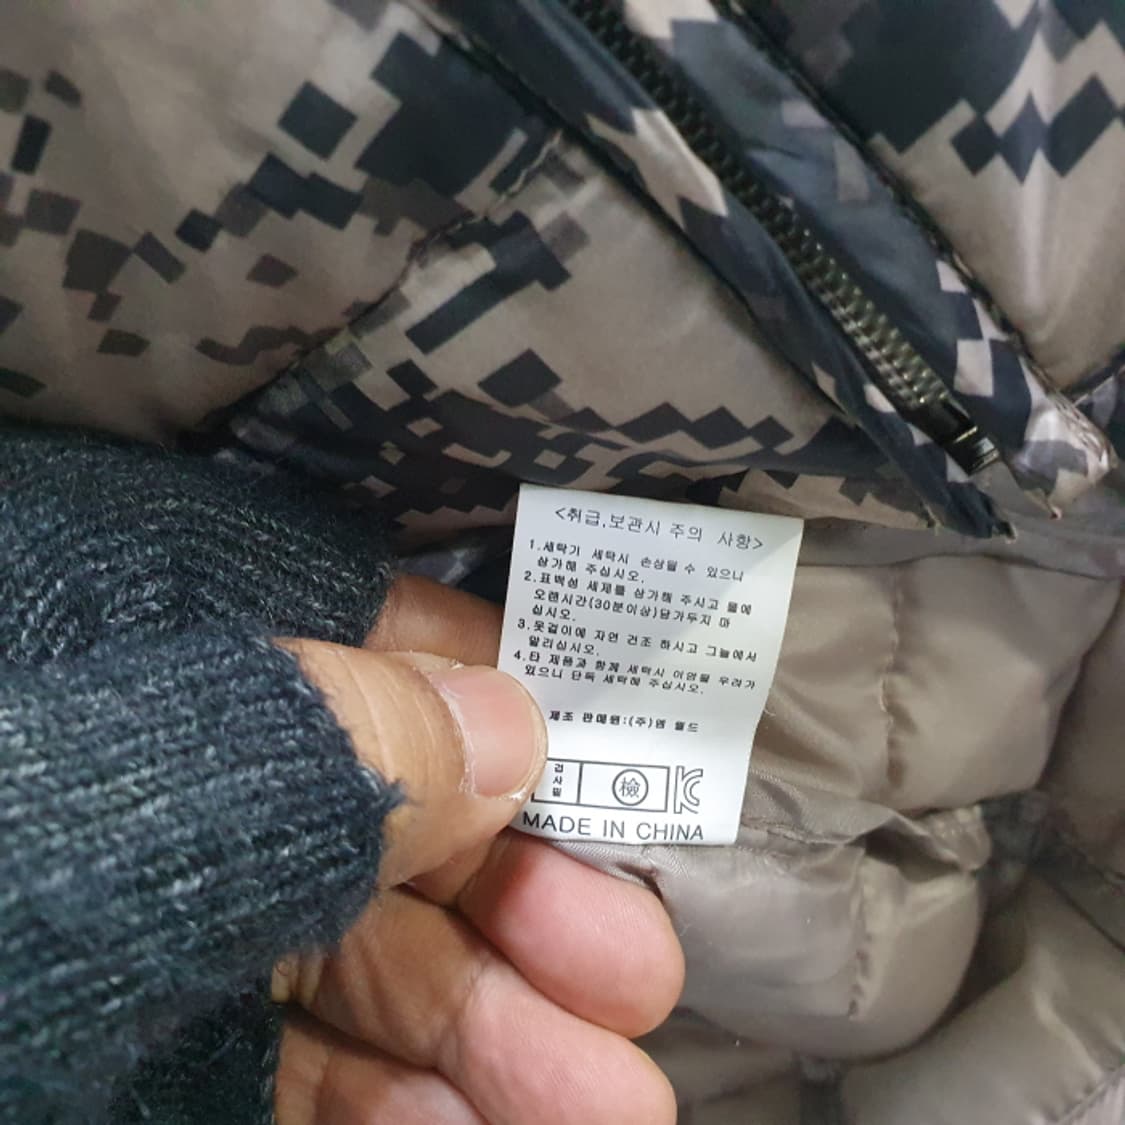 <취급,보관시 주의 사항>
1.세탁기 세탁시 손상될 수 있으니
삼가해 주십시오.
2.표백성 세제를 삼가해 주시고 물에
오랜시간(30분이상)담가두지 마
십시오.
3.옷걸이에 자연 건조 하시고 그늘에서
말리십시오.
4.타 제품과 함께 세탁시 이염될 우려가
있으니 단독 세탁해 주십시오.
제조 판매원:(주)엠 월드
검사필 檢 KC
MADE IN CHINA